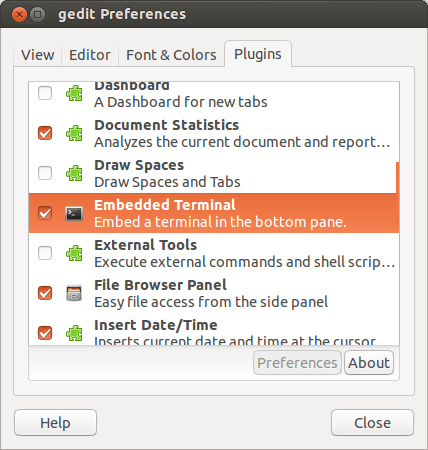 gedit Preferences
View Editor Font & Colors Plugins
Dashboard
A Dashboard for new tabs
Document Statistics
Analyzes the current document and report…
Draw Spaces
Draw Spaces and Tabs
Embedded Terminal
Embed a terminal in the bottom pane.
External Tools
Execute external commands and shell scrip…
File Browser Panel
Easy file access from the side panel
Insert Date/Time
Inserts current date and time at the cursor
Preferences About
Help Close